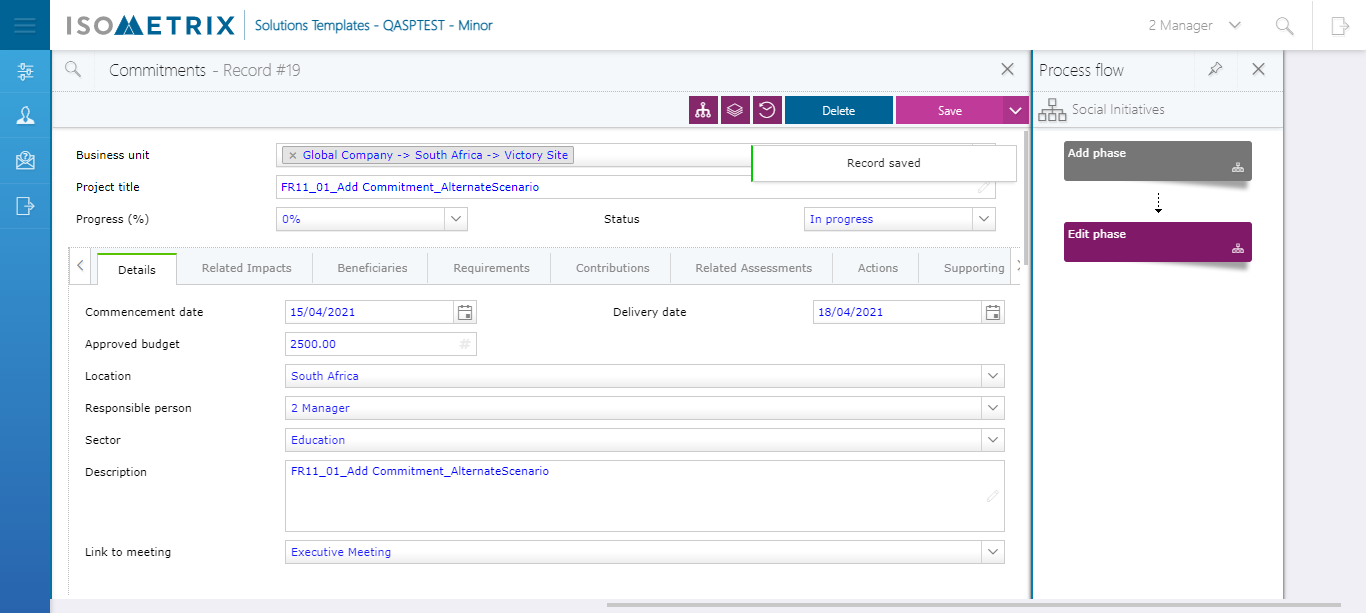 ISOMETRIX Solutions Templates - QASPTEST - Minor 2 Manager
Commitments - Record #19
Process flow
Social Initiatives
Delete Save
Business unit × Global Company -> South Africa -> Victory Site
Record saved
Project title FR11_01_Add Commitment_AlternateScenario
Progress (%) 0% Status In progress
Add phase
Edit phase
Details Related Impacts Beneficiaries Requirements Contributions Related Assessments Actions Supporting
Commencement date 15/04/2021 Delivery date 18/04/2021
Approved budget 2500.00 #
Location South Africa
Responsible person 2 Manager
Sector Education
Description FR11_01_Add Commitment_AlternateScenario
Link to meeting Executive Meeting